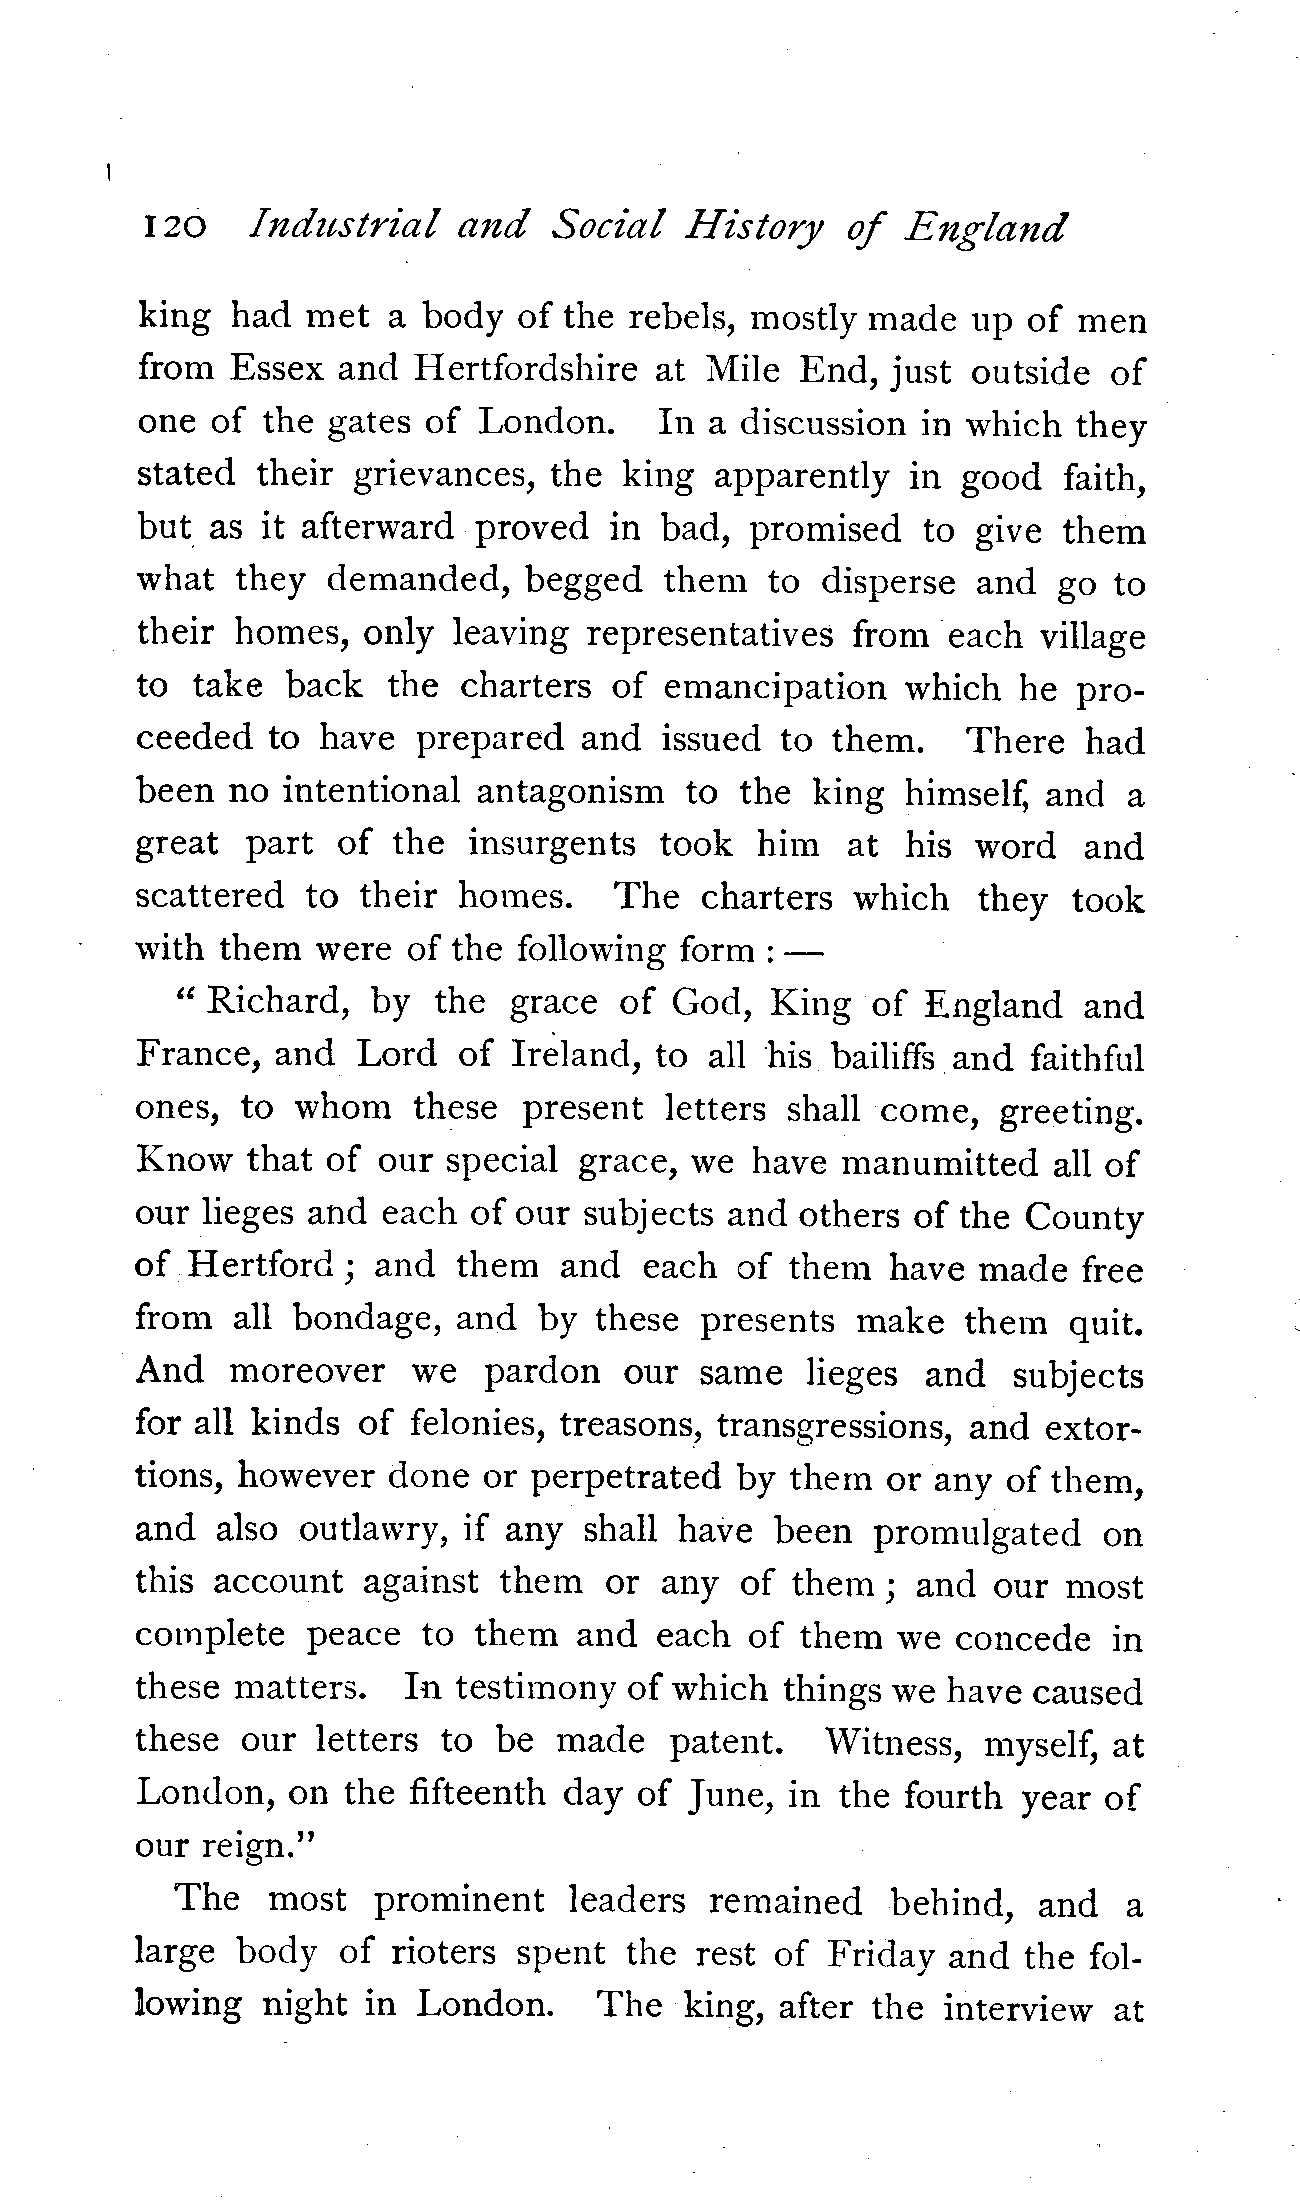 120 Industrial and Social History of England
king had met a body of the rebels, mostly made up of men
from Essex and Hertfordshire at Mile End, just outside of
one of the gates of London. In a discussion in which they
stated their grievances, the king apparently in good faith,
but as it afterward proved in bad, promised to give them
what they demanded, begged them to disperse and go to
their homes, only leaving representatives from each village
to take back the charters of emancipation which he pro-
ceeded to have prepared and issued to them. There had
been no intentional antagonism to the king himself, and a
great part of the insurgents took him at his word and
scattered to their homes. The charters which they took
with them were of the following form : —
“ Richard, by the grace of God, King of England and
France, and Lord of Ireland, to all his bailiffs and faithful
ones, to whom these present letters shall come, greeting.
Know that of our special grace, we have manumitted all of
our lieges and each of our subjects and others of the County
of Hertford ; and them and each of them have made free
from all bondage, and by these presents make them quit.
And moreover we pardon our same lieges and subjects
for all kinds of felonies, treasons, transgressions, and extor-
tions, however done or perpetrated by them or any of them,
and also outlawry, if any shall have been promulgated on
this account against them or any of them ; and our most
complete peace to them and each of them we concede in
these matters. In testimony of which things we have caused
these our letters to be made patent. Witness, myself, at
London, on the fifteenth day of June, in the fourth year of
our reign.”
The most prominent leaders remained behind, and a
large body of rioters spent the rest of Friday and the fol-
lowing night in London. The king, after the interview at